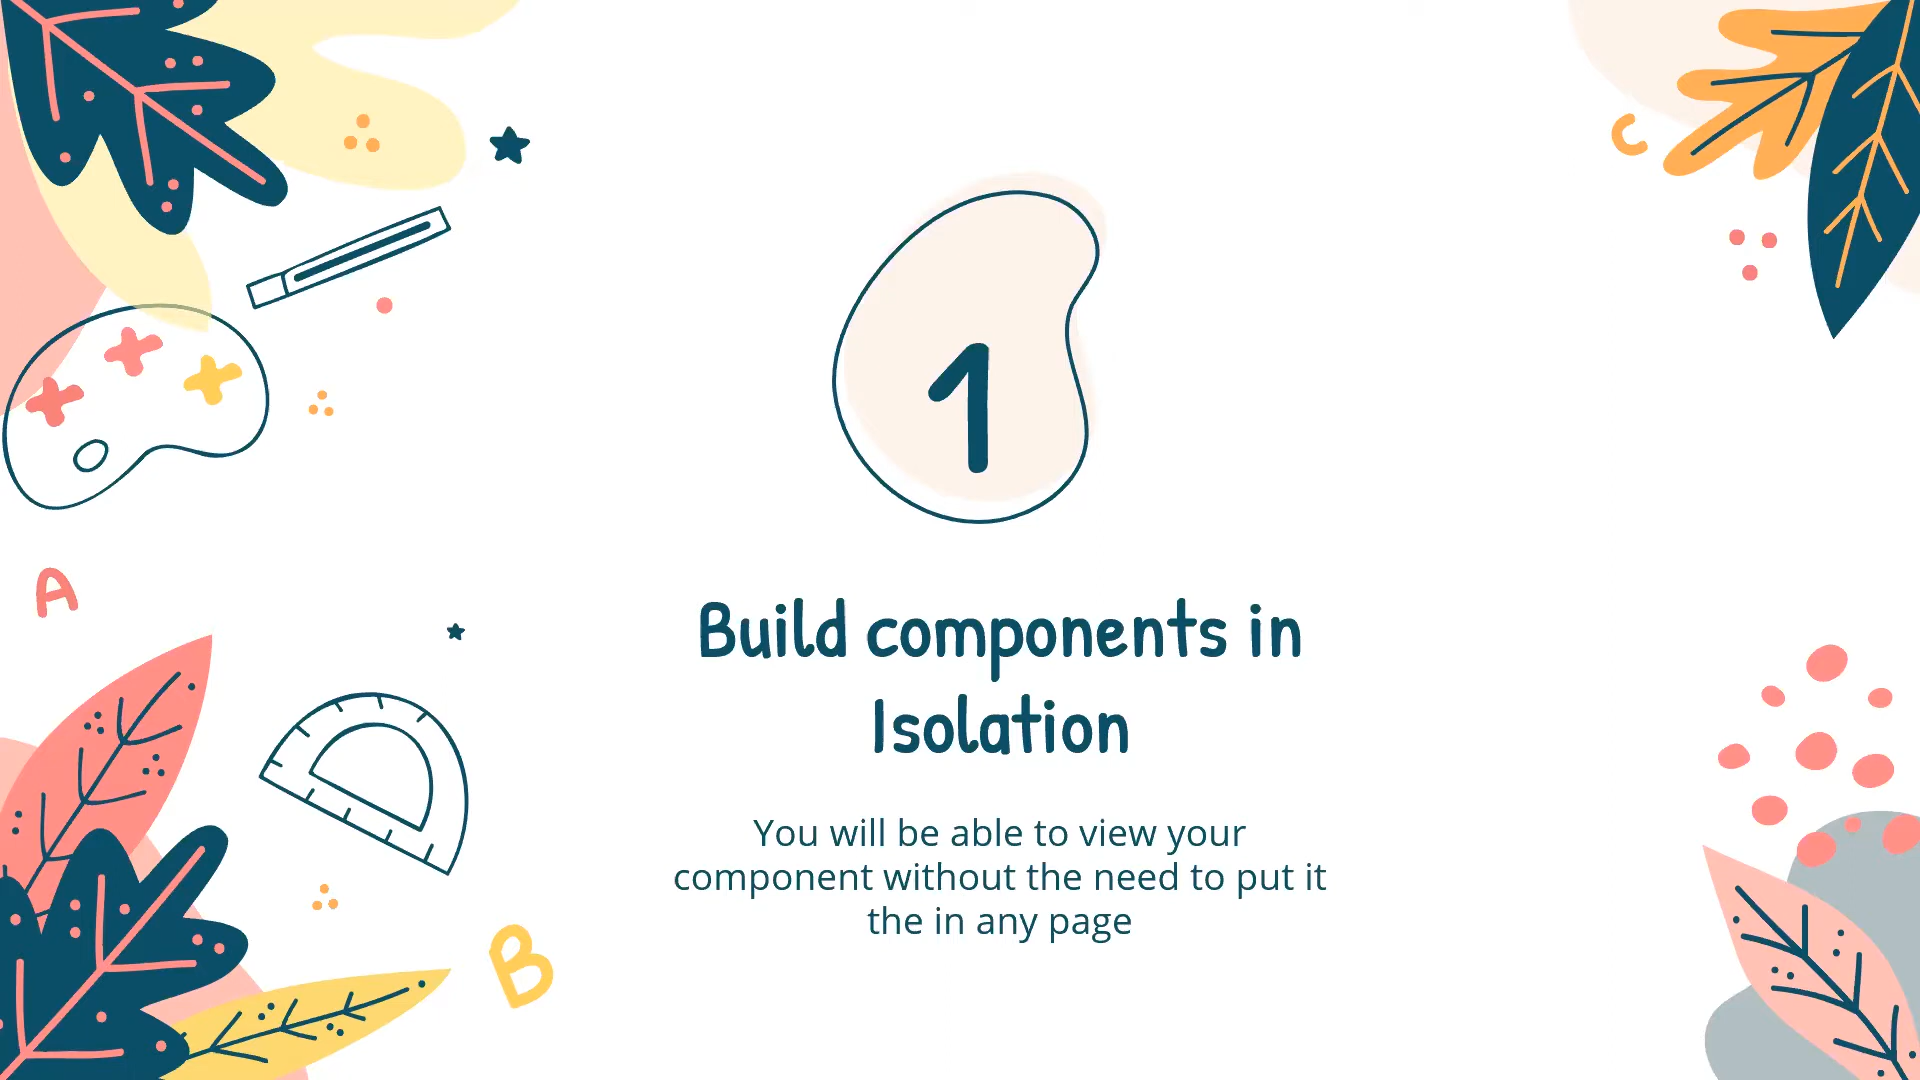 C
1
A
Build components in
Isolation
You will be able to view your
component without the need to put it
the in any page
B